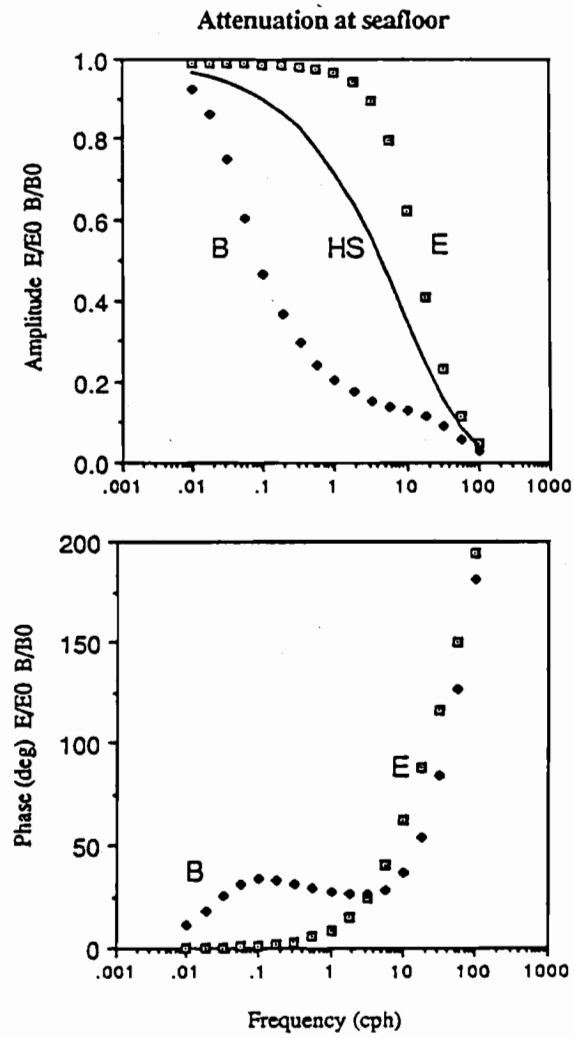 Attenuation at seafloor
Amplitude E/E0 B/B0
1.0
0.8
0.6
0.4
0.2
0.0
B
HS
E
.001 .01 .1 1 10 100 1000
Phase (deg) E/E0 B/B0
200
150
100
50
0
B
E
.001 .01 .1 1 10 100 1000
Frequency (cph)